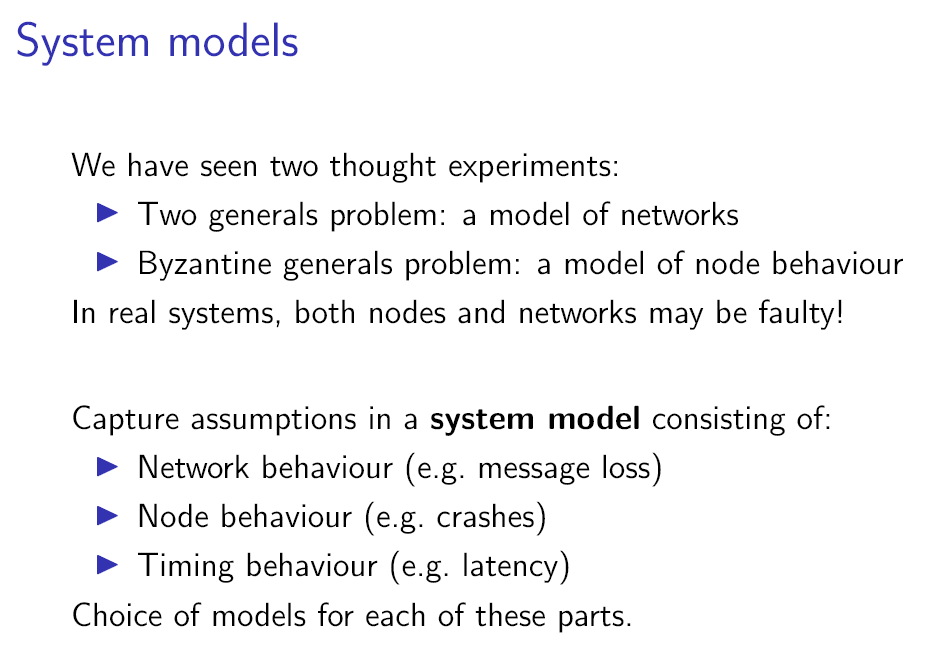 System models
We have seen two thought experiments:
▶ Two generals problem: a model of networks
▶ Byzantine generals problem: a model of node behaviour
In real systems, both nodes and networks may be faulty!
Capture assumptions in a system model consisting of:
▶ Network behaviour (e.g. message loss)
▶ Node behaviour (e.g. crashes)
▶ Timing behaviour (e.g. latency)
Choice of models for each of these parts.